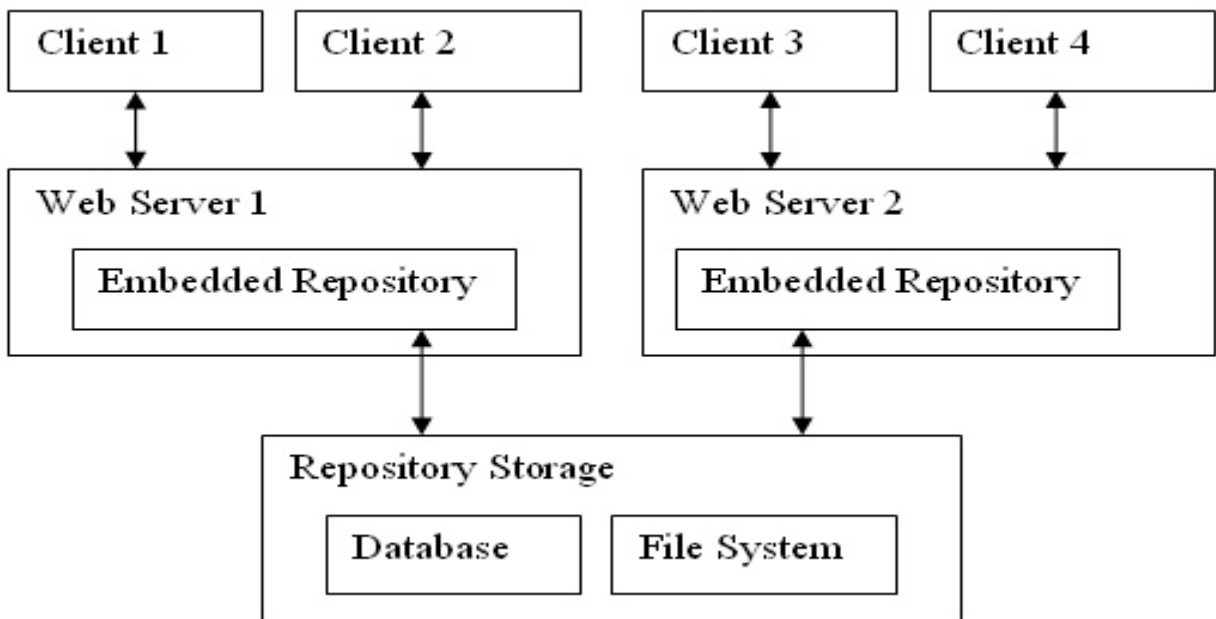 Client 1
Client 2
Client 3
Client 4
Web Server 1
Web Server 2
Embedded Repository
Embedded Repository
Repository Storage
Database
File System